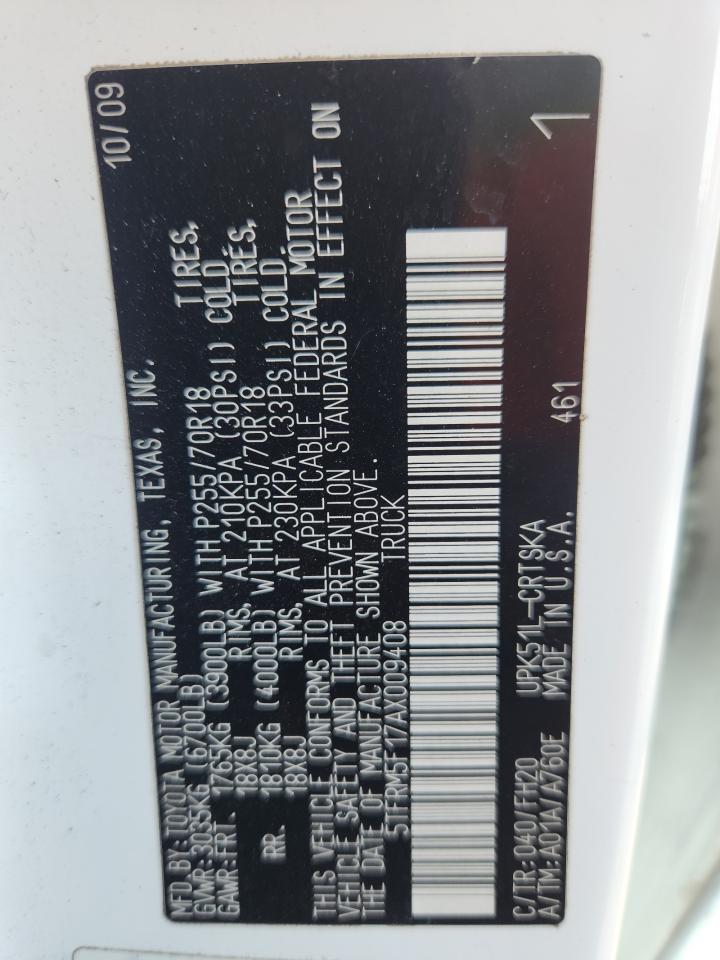 MFD.BY:TOYOTA MOTOR MANUFACTURING, TEXAS, INC. 10/09
GVWR:3035KG (6,700LB)
GAWR:FRT. 1765KG (3900LB) WITH P255/70R18 TIRES,
18X8J RIMS, AT 210KPA (30PSI) COLD
RR. 1810KG (4000LB) WITH P255/70R18 TIRES,
18X8J RIMS, AT 230KPA (33PSI) COLD.
THIS VEHICLE CONFORMS TO ALL APPLICABLE FEDERAL MOTOR
VEHICLE SAFETY AND THEFT PREVENTION STANDARDS IN EFFECT ON
THE DATE OF MANUFACTURE SHOWN ABOVE.
5TFRM5F17AX009408 TRUCK
C/TR:040/FH20 UPK51L-CRTSKA 461
A/TM:A01A/A760E MADE IN U.S.A.
1